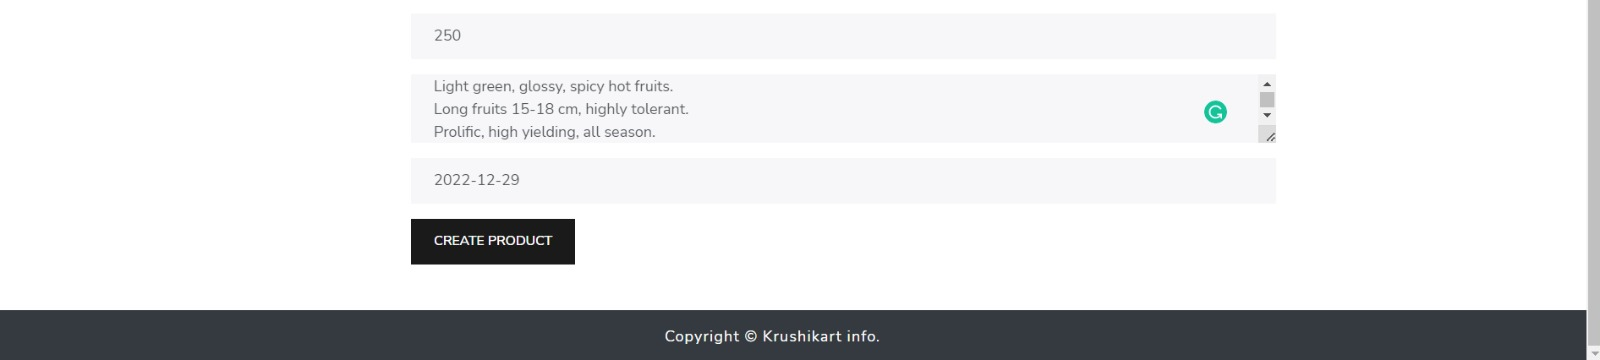 250
Light green, glossy, spicy hot fruits.
Long fruits 15-18 cm, highly tolerant.
Prolific, high yielding, all season.
2022-12-29
CREATE PRODUCT
Copyright © Krushikart info.